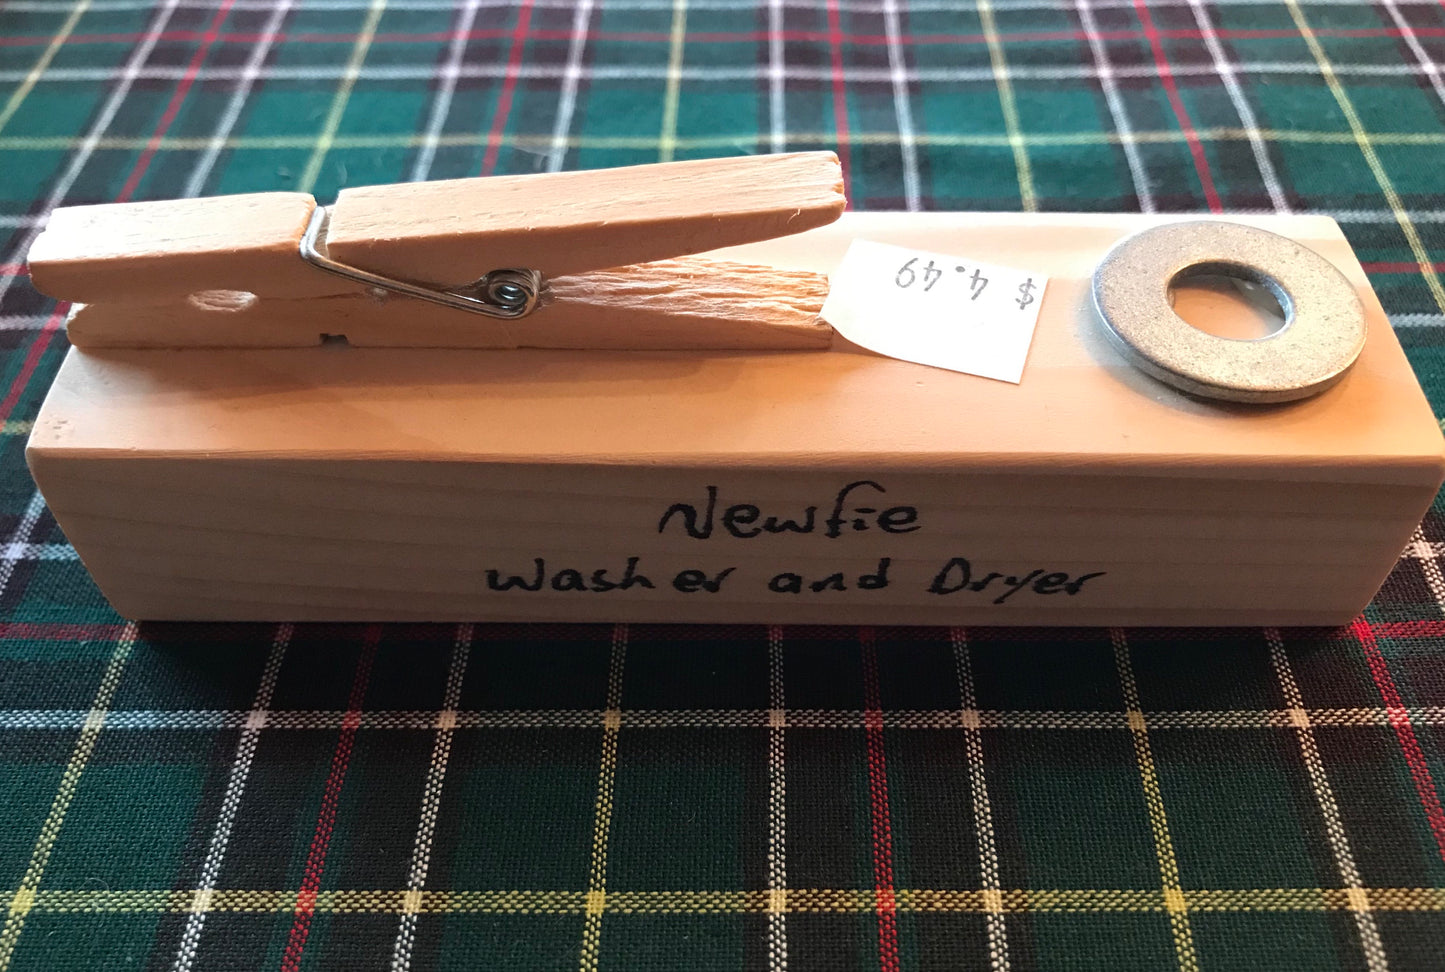 $ 4.49
Newfie
Washer and Dryer